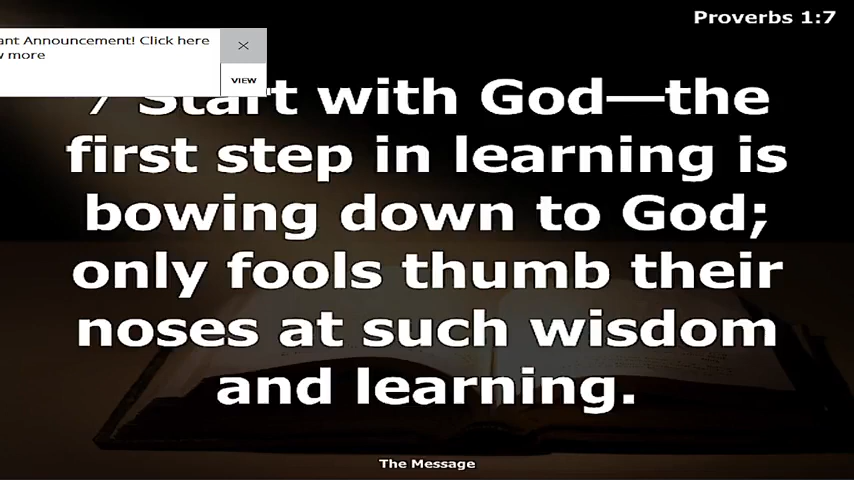 Proverbs 1:7
ant Announcement! Click here
more
VIEW
7 Start with God—the
first step in learning is
bowing down to God;
only fools thumb their
noses at such wisdom
and learning.
The Message